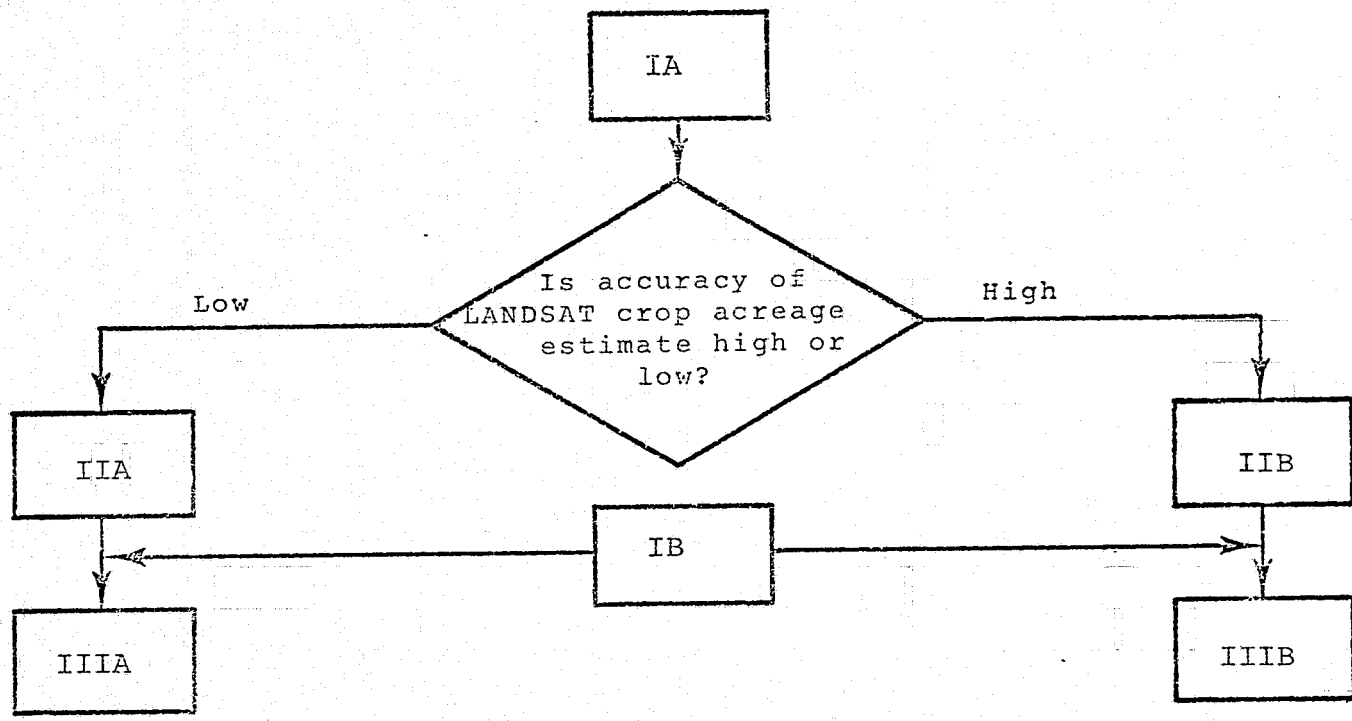 IA
Is accuracy of
LANDSAT crop acreage
estimate high or
low?
Low
High
IIA
IIB
IB
IIIA
IIIB